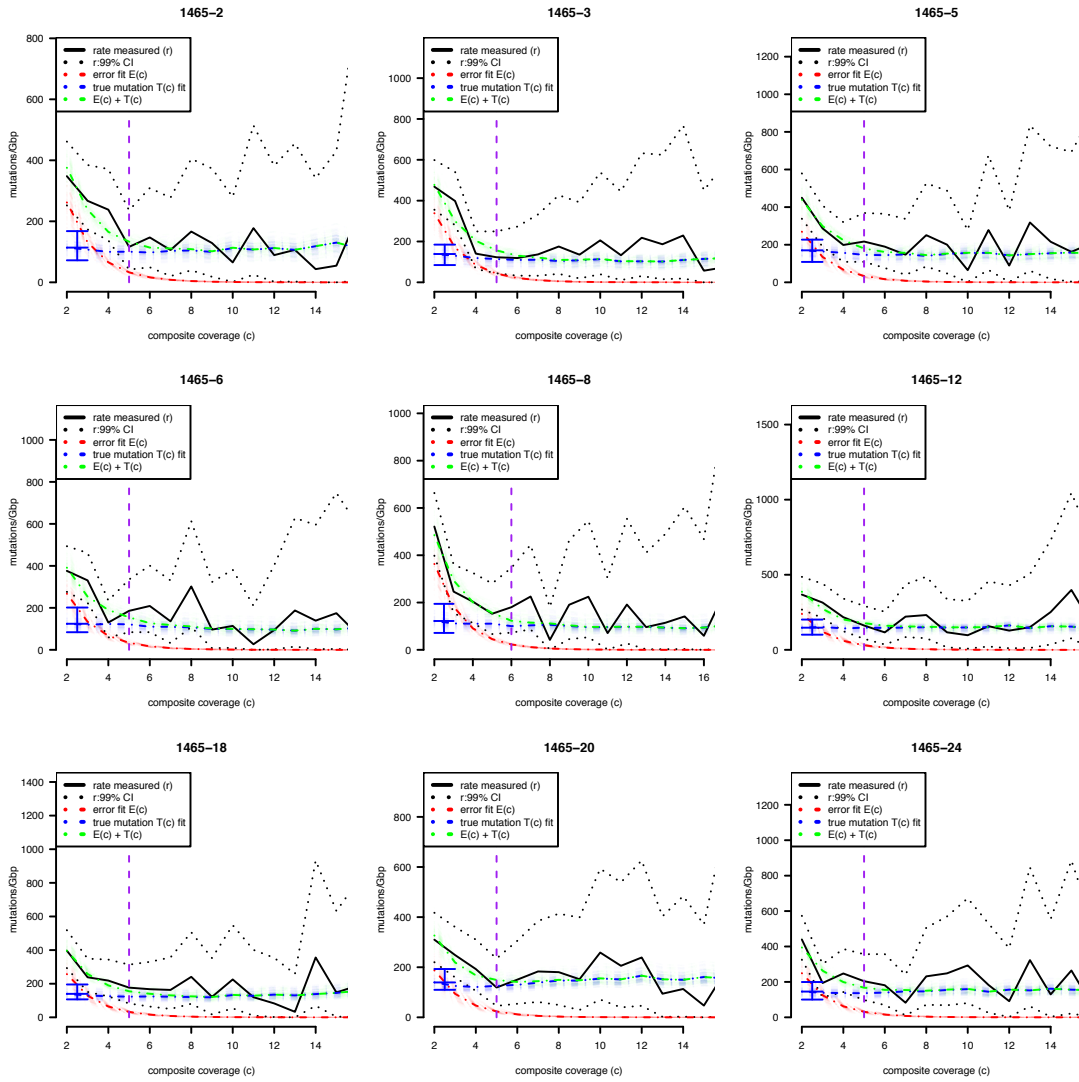 1465−2
800
600
400
200
0
mutations/Gbp
rate measured (r)
r:99% CI
error fit E(c)
true mutation T(c) fit
E(c) + T(c)
2 4 6 8 10 12 14
composite coverage (c)
1465−3
1000
800
600
400
200
0
mutations/Gbp
rate measured (r)
r:99% CI
error fit E(c)
true mutation T(c) fit
E(c) + T(c)
2 4 6 8 10 12 14
composite coverage (c)
1465−5
1200
1000
800
600
400
200
0
mutations/Gbp
rate measured (r)
r:99% CI
error fit E(c)
true mutation T(c) fit
E(c) + T(c)
2 4 6 8 10 12 14
composite coverage (c)
1465−6
1000
800
600
400
200
0
mutations/Gbp
rate measured (r)
r:99% CI
error fit E(c)
true mutation T(c) fit
E(c) + T(c)
2 4 6 8 10 12 14
composite coverage (c)
1465−8
1000
800
600
400
200
0
mutations/Gbp
rate measured (r)
r:99% CI
error fit E(c)
true mutation T(c) fit
E(c) + T(c)
2 4 6 8 10 12 14 16
composite coverage (c)
1465−12
1500
1000
500
0
mutations/Gbp
rate measured (r)
r:99% CI
error fit E(c)
true mutation T(c) fit
E(c) + T(c)
2 4 6 8 10 12 14
composite coverage (c)
1465−18
1400
1200
1000
800
600
400
200
0
mutations/Gbp
rate measured (r)
r:99% CI
error fit E(c)
true mutation T(c) fit
E(c) + T(c)
2 4 6 8 10 12 14
composite coverage (c)
1465−20
800
600
400
200
0
mutations/Gbp
rate measured (r)
r:99% CI
error fit E(c)
true mutation T(c) fit
E(c) + T(c)
2 4 6 8 10 12 14
composite coverage (c)
1465−24
1200
1000
800
600
400
200
0
mutations/Gbp
rate measured (r)
r:99% CI
error fit E(c)
true mutation T(c) fit
E(c) + T(c)
2 4 6 8 10 12 14
composite coverage (c)